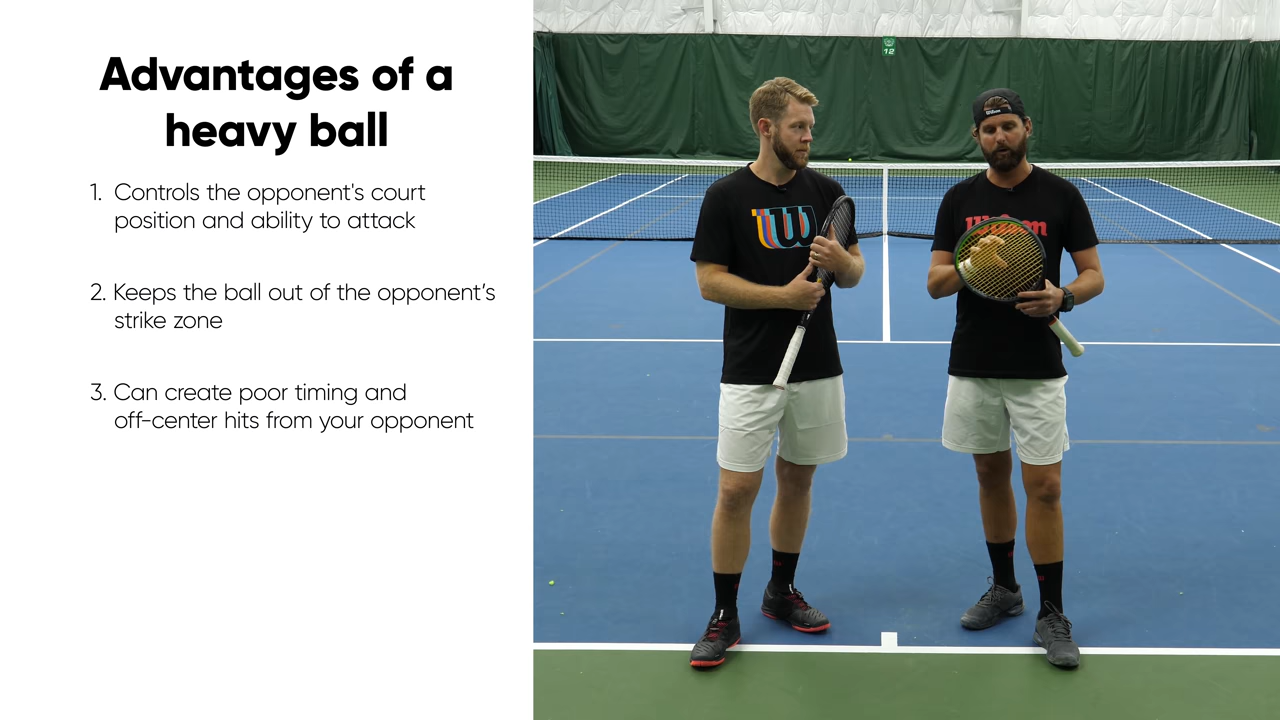 Advantages of a
heavy ball
1. Controls the opponent's court
position and ability to attack
2. Keeps the ball out of the opponent’s
strike zone
3. Can create poor timing and
off-center hits from your opponent
12
Wilson
W
Wilson